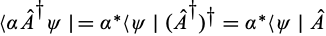 ⟨αÂ†ψ | = α*⟨ψ | (Â†)† = α*⟨ψ | Â